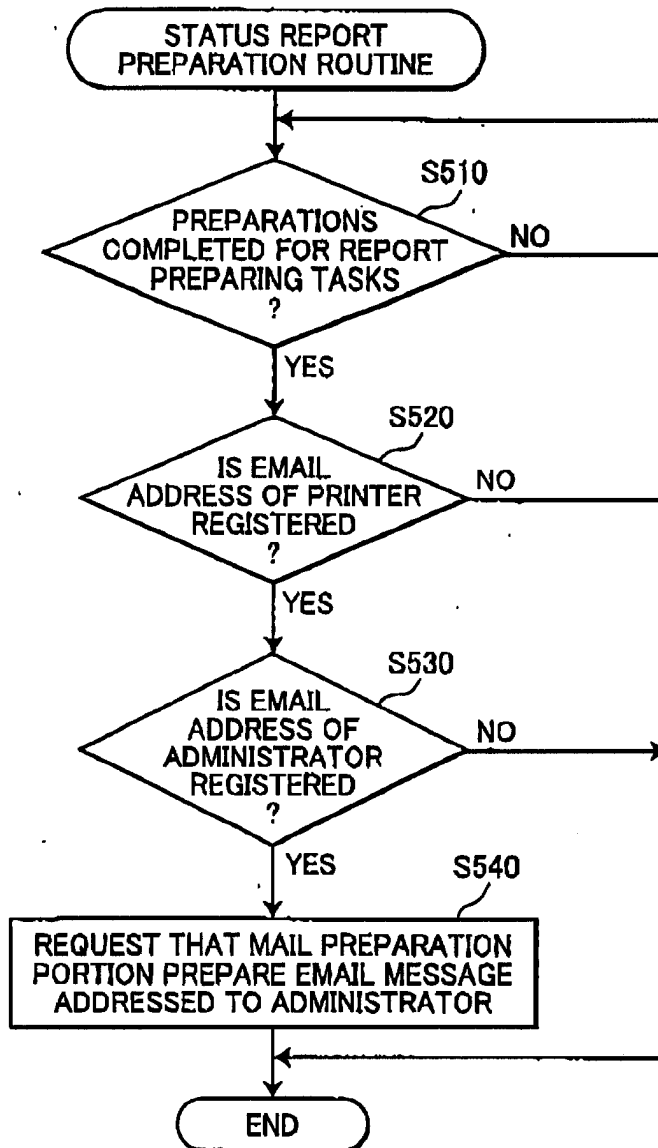 STATUS REPORT
PREPARATION ROUTINE
S510
PREPARATIONS
COMPLETED FOR REPORT
PREPARING TASKS
?
NO
YES
S520
IS EMAIL
ADDRESS OF PRINTER
REGISTERED
?
NO
YES
S530
IS EMAIL
ADDRESS OF
ADMINISTRATOR
REGISTERED
?
NO
YES
S540
REQUEST THAT MAIL PREPARATION
PORTION PREPARE EMAIL MESSAGE
ADDRESSED TO ADMINISTRATOR
END